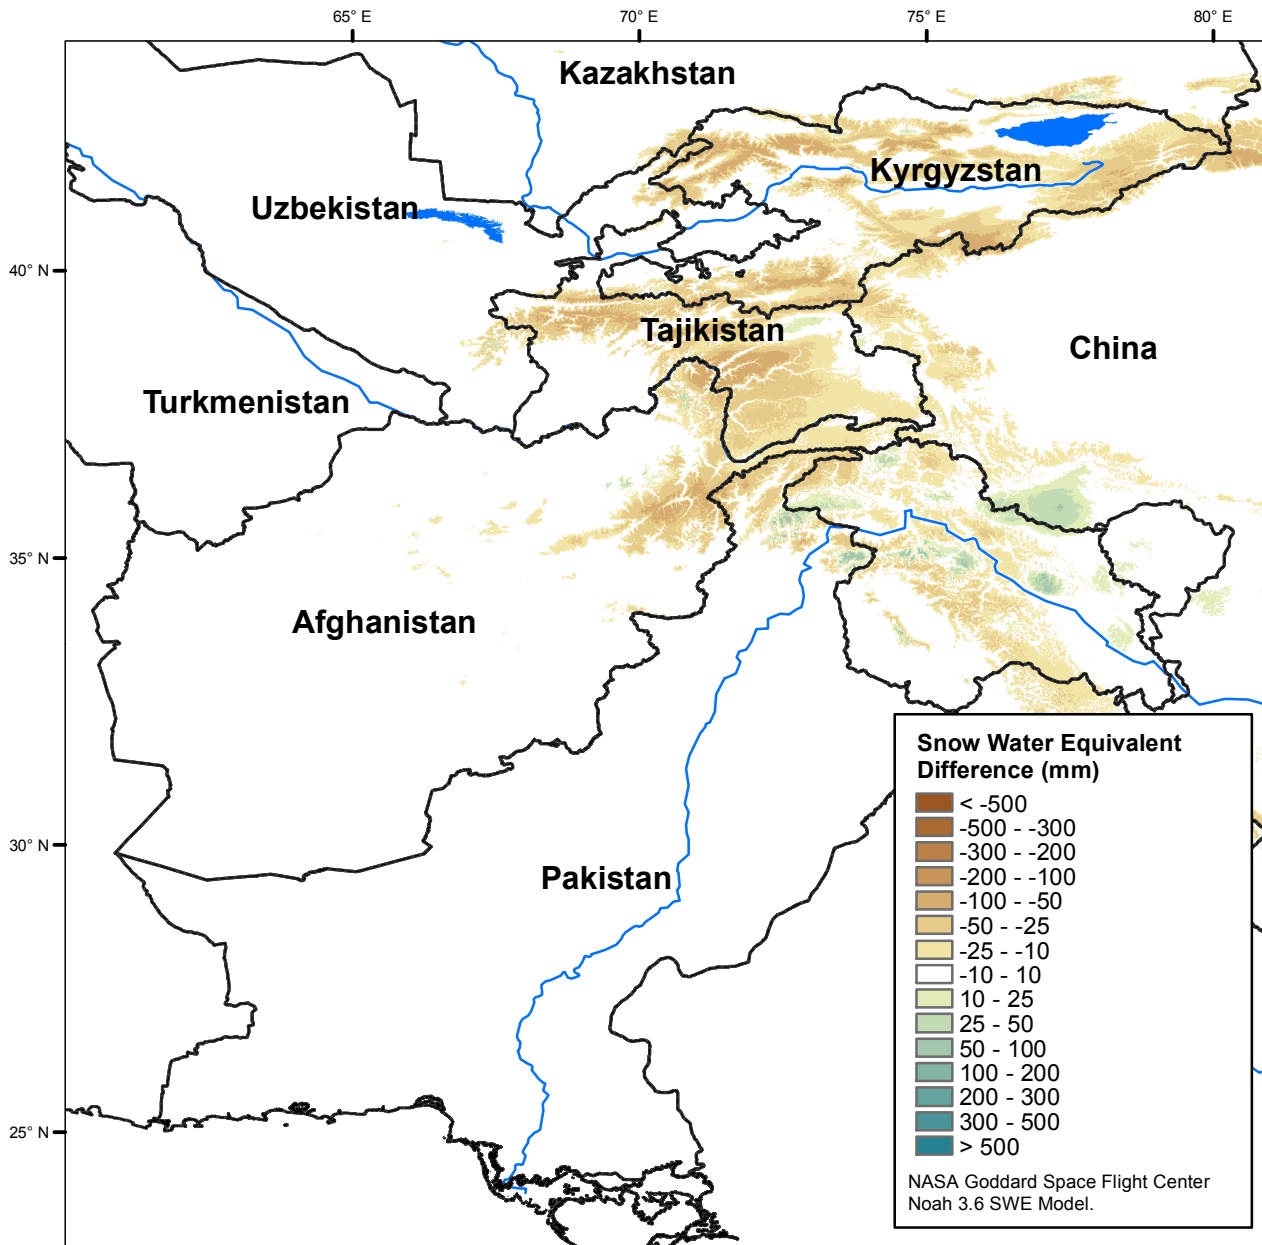 65° E
70° E
75° E
80° E
Kazakhstan
Kyrgyzstan
Uzbekistan
40° N
Tajikistan
China
Turkmenistan
35° N
Afghanistan
Snow Water Equivalent
Difference (mm)
< -500
-500 - -300
-300 - -200
-200 - -100
-100 - -50
-50 - -25
-25 - -10
-10 - 10
10 - 25
25 - 50
50 - 100
100 - 200
200 - 300
300 - 500
> 500
NASA Goddard Space Flight Center
Noah 3.6 SWE Model.
30° N
Pakistan
25° N